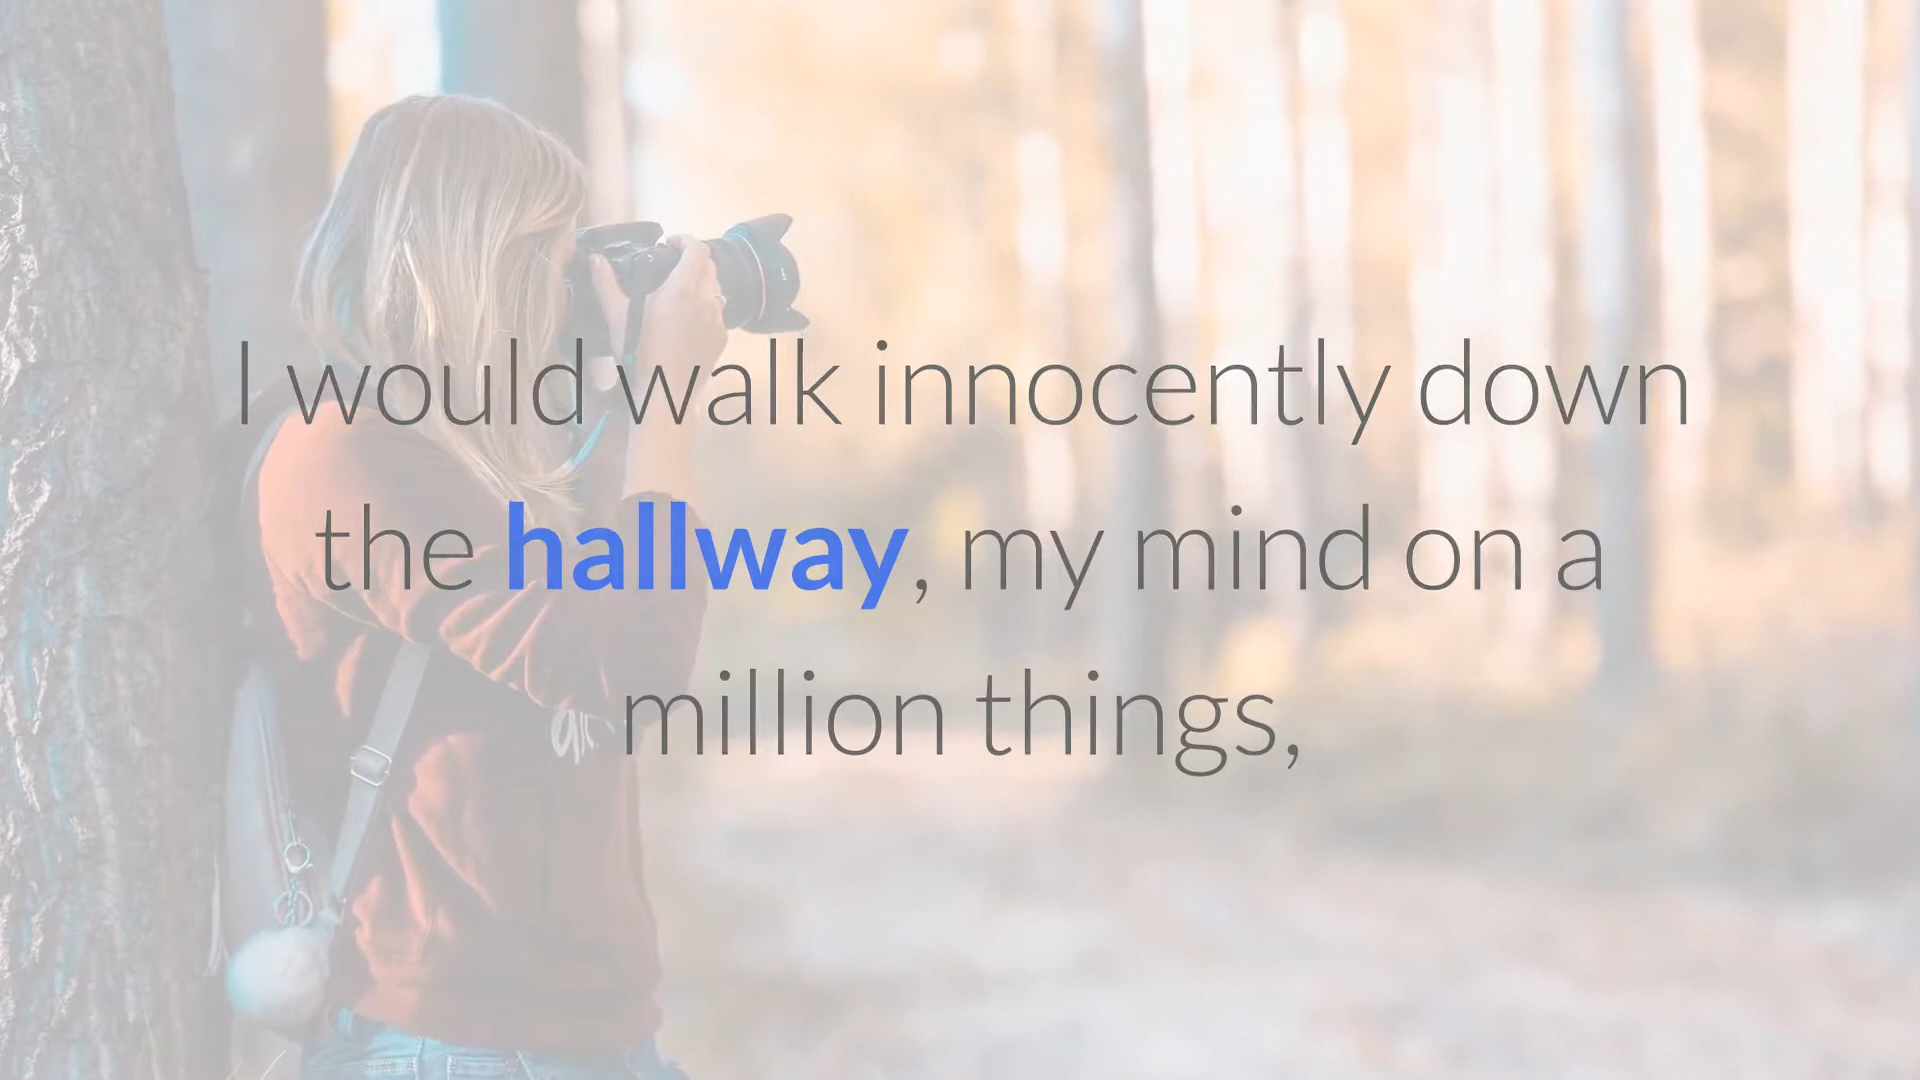 I would walk innocently down
the hallway, my mind on a
million things,